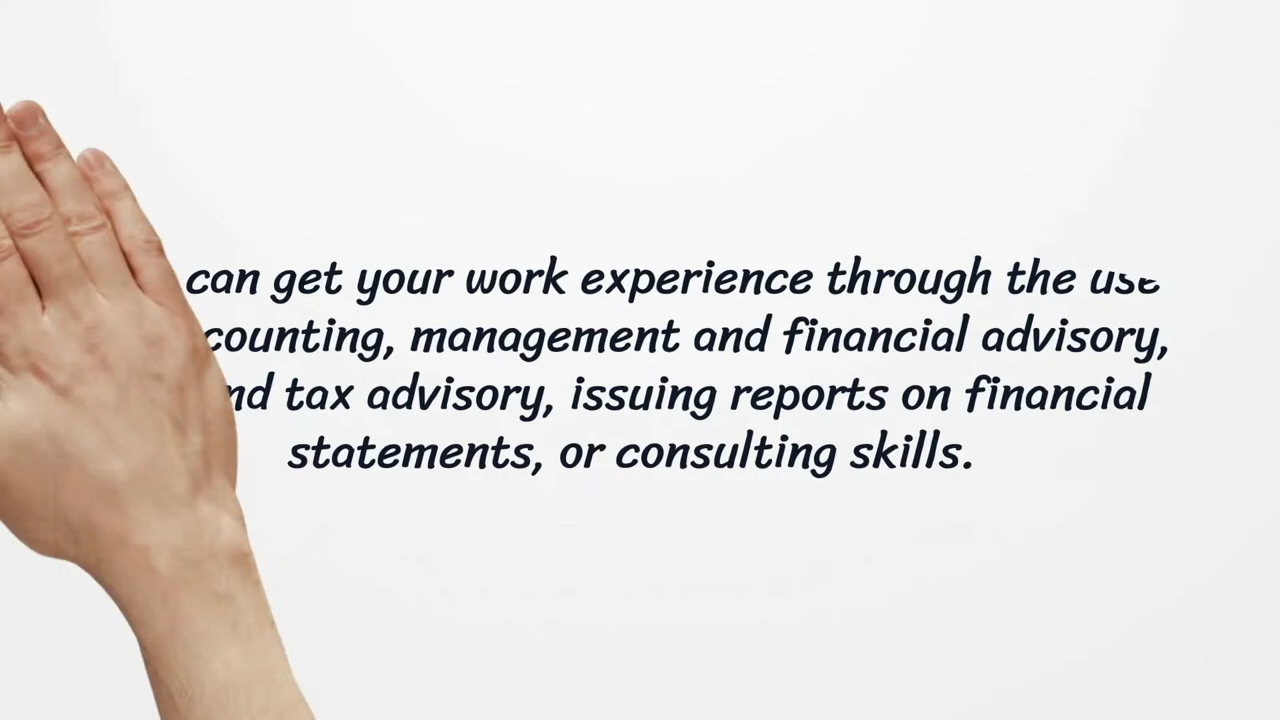 can get your work experience through the use
counting, management and financial advisory,
nd tax advisory, issuing reports on financial
statements, or consulting skills.